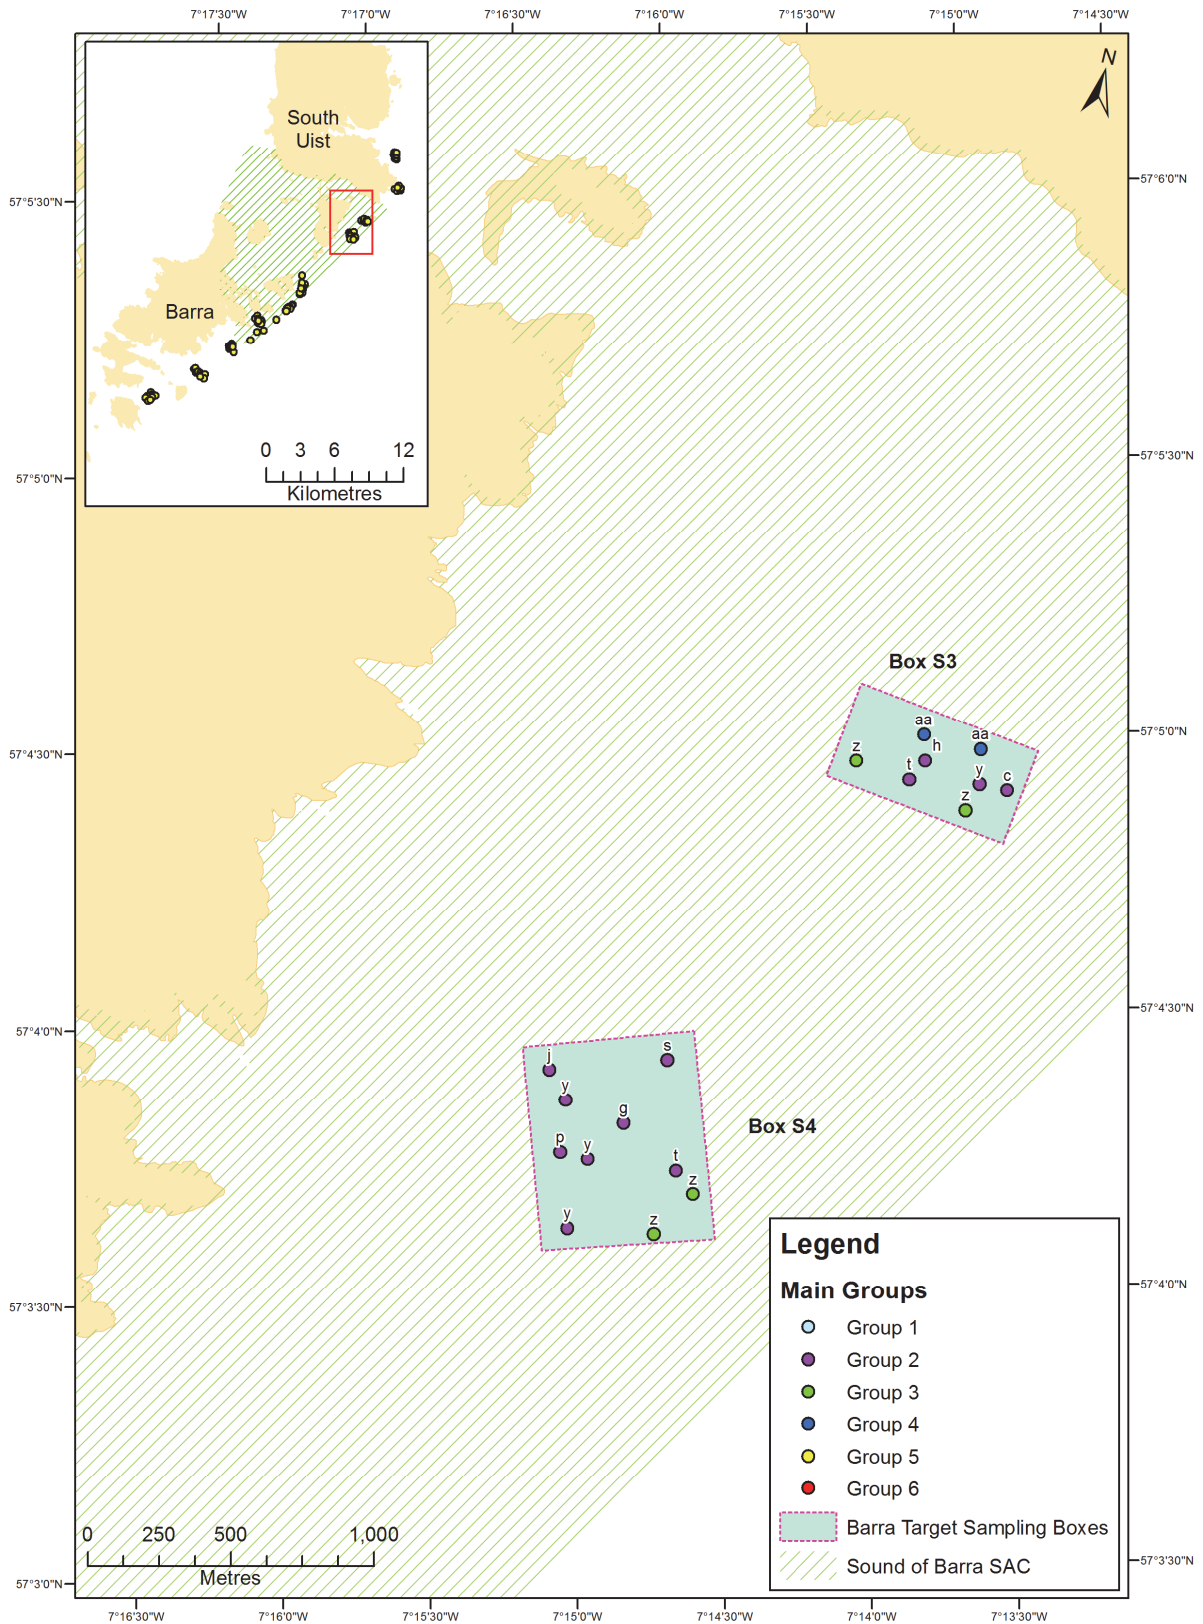 7°17'30"W 7°17'0"W 7°16'30"W 7°16'0"W 7°15'30"W 7°15'0"W 7°14'30"W
N
South
Uist
Barra
0 3 6 12
Kilometres
57°5'30"N
57°5'0"N
57°4'30"N
57°4'0"N
57°3'30"N
57°3'0"N
57°6'0"N
57°5'30"N
57°5'0"N
57°4'30"N
57°4'0"N
57°3'30"N
Box S3
aa
aa
z
h
t
y
c
z
Box S4
j
s
y
g
p
y
t
z
y
z
Legend
Main Groups
Group 1
Group 2
Group 3
Group 4
Group 5
Group 6
Barra Target Sampling Boxes
Sound of Barra SAC
0 250 500 1,000
Metres
7°16'30"W 7°16'0"W 7°15'30"W 7°15'0"W 7°14'30"W 7°14'0"W 7°13'30"W